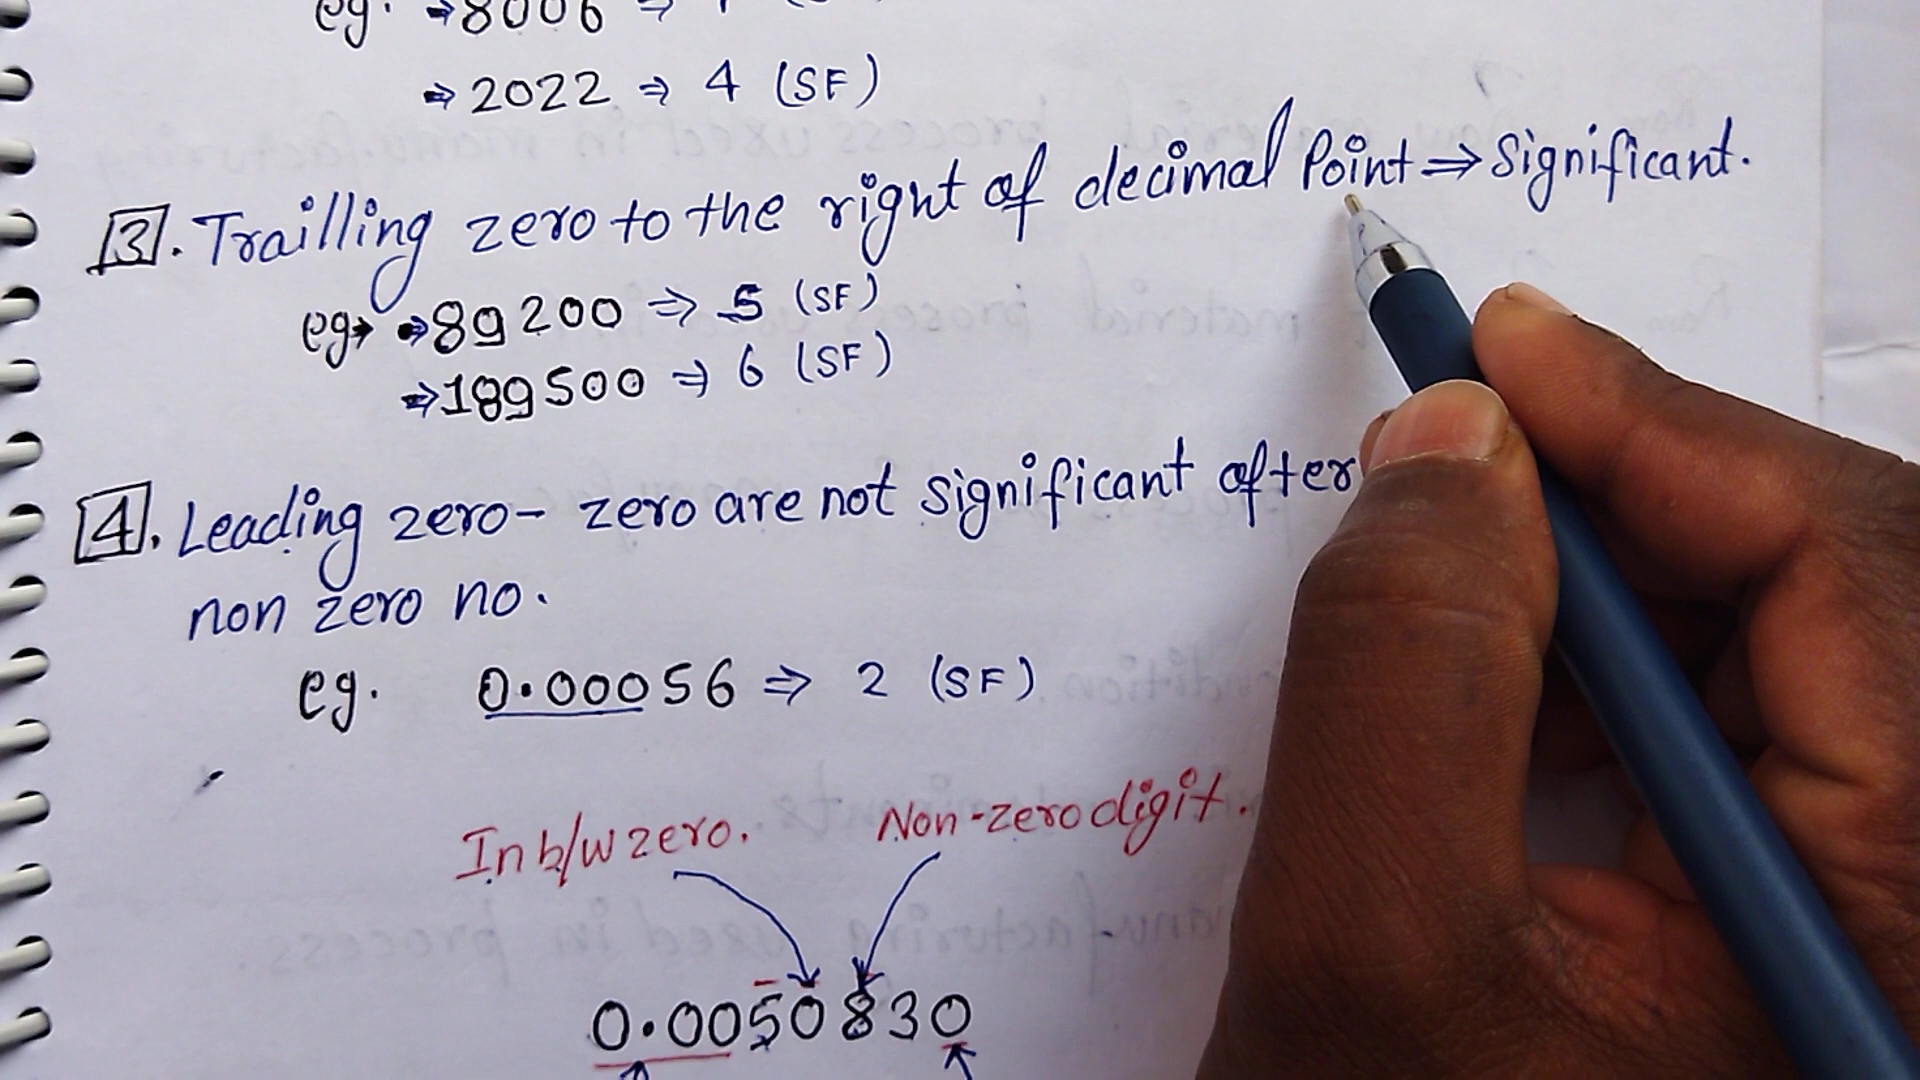 eg. → 8006 ⇒
⇒ 2022 ⇒ 4 (SF)
[3]. Trailling zero to the right of decimal Point ⇒ Significant.
eg→ ⇒ 89200 ⇒ 5 (SF)
⇒ 189500 ⇒ 6 (SF)
[4]. Leading zero- zero are not significant after
non zero no.
eg. 0.00056 ⇒ 2 (SF)
In b/w zero. Non-zero digit.
0.0050830